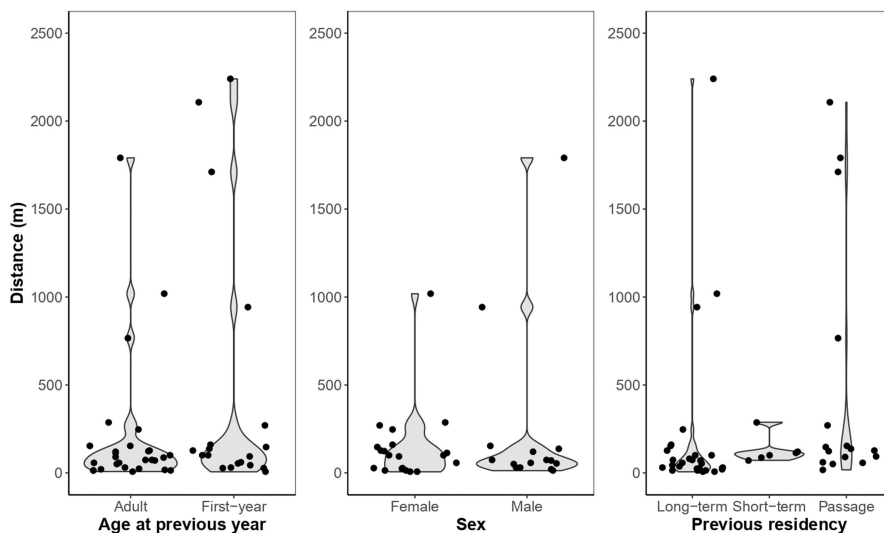 Distance (m)
2500
2000
1500
1000
500
0
Adult
First−year
Age at previous year
2500
2000
1500
1000
500
0
Female
Male
Sex
2500
2000
1500
1000
500
0
Long−term
Short−term
Passage
Previous residency